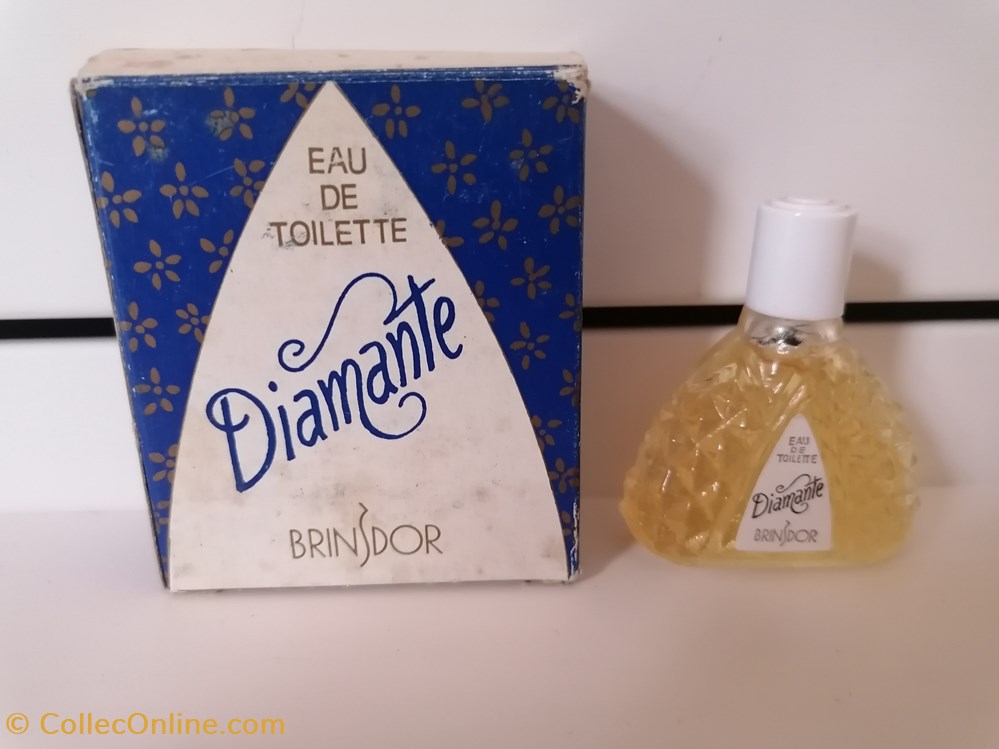 EAU
DE
TOILETTE
Diamante
BRINSDOR
EAU
DE
TOILETTE
Diamante
BRINSDOR
© CollecOnline.com